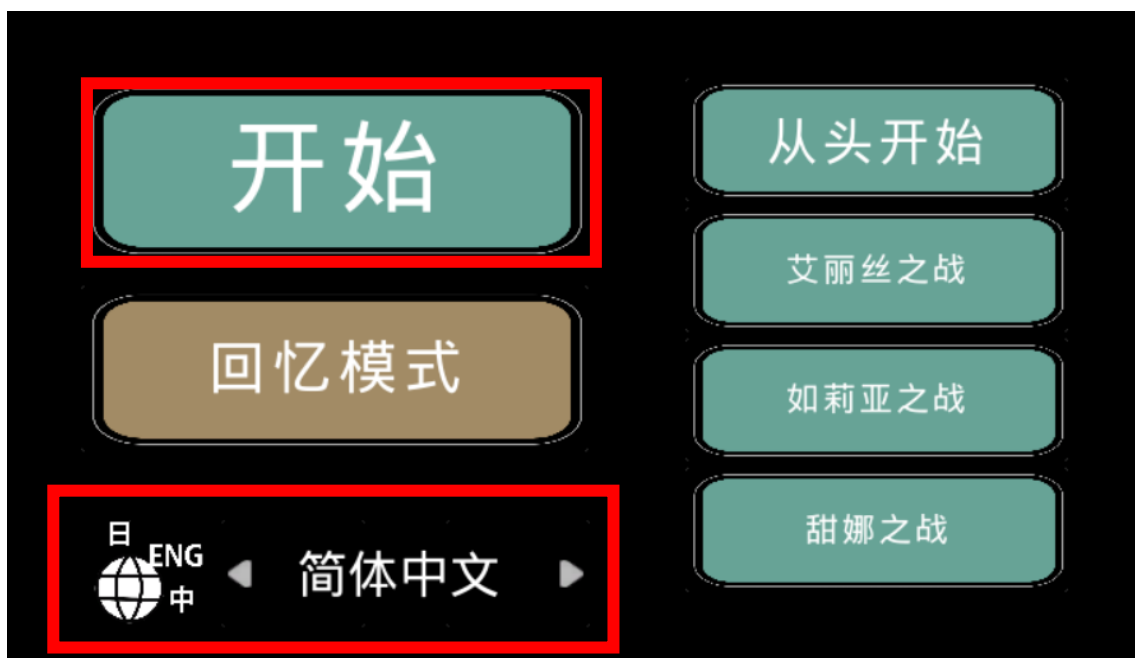 开始
回忆模式
日
ENG
中
简体中文
从头开始
艾丽丝之战
如莉亚之战
甜娜之战